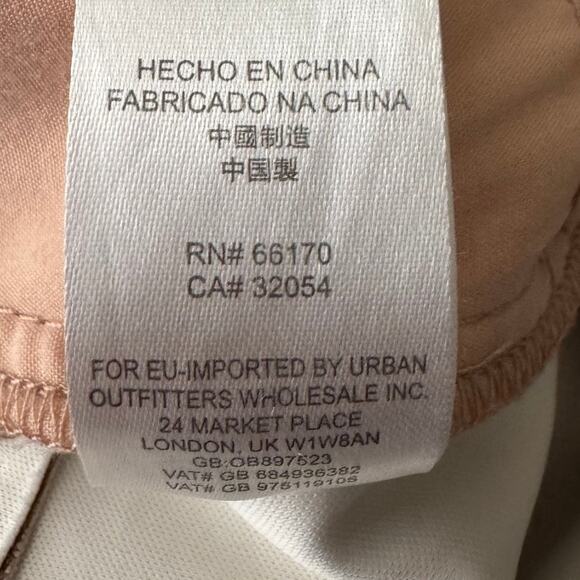 HECHO EN CHINA
FABRICADO NA CHINA
中國制造
中国製
RN# 66170
CA# 32054
FOR EU-IMPORTED BY URBAN
OUTFITTERS WHOLESALE INC.
24 MARKET PLACE
LONDON, UK W1W8AN
GB:OB897523
VAT# GB 684936382
VAT# GB 975119105